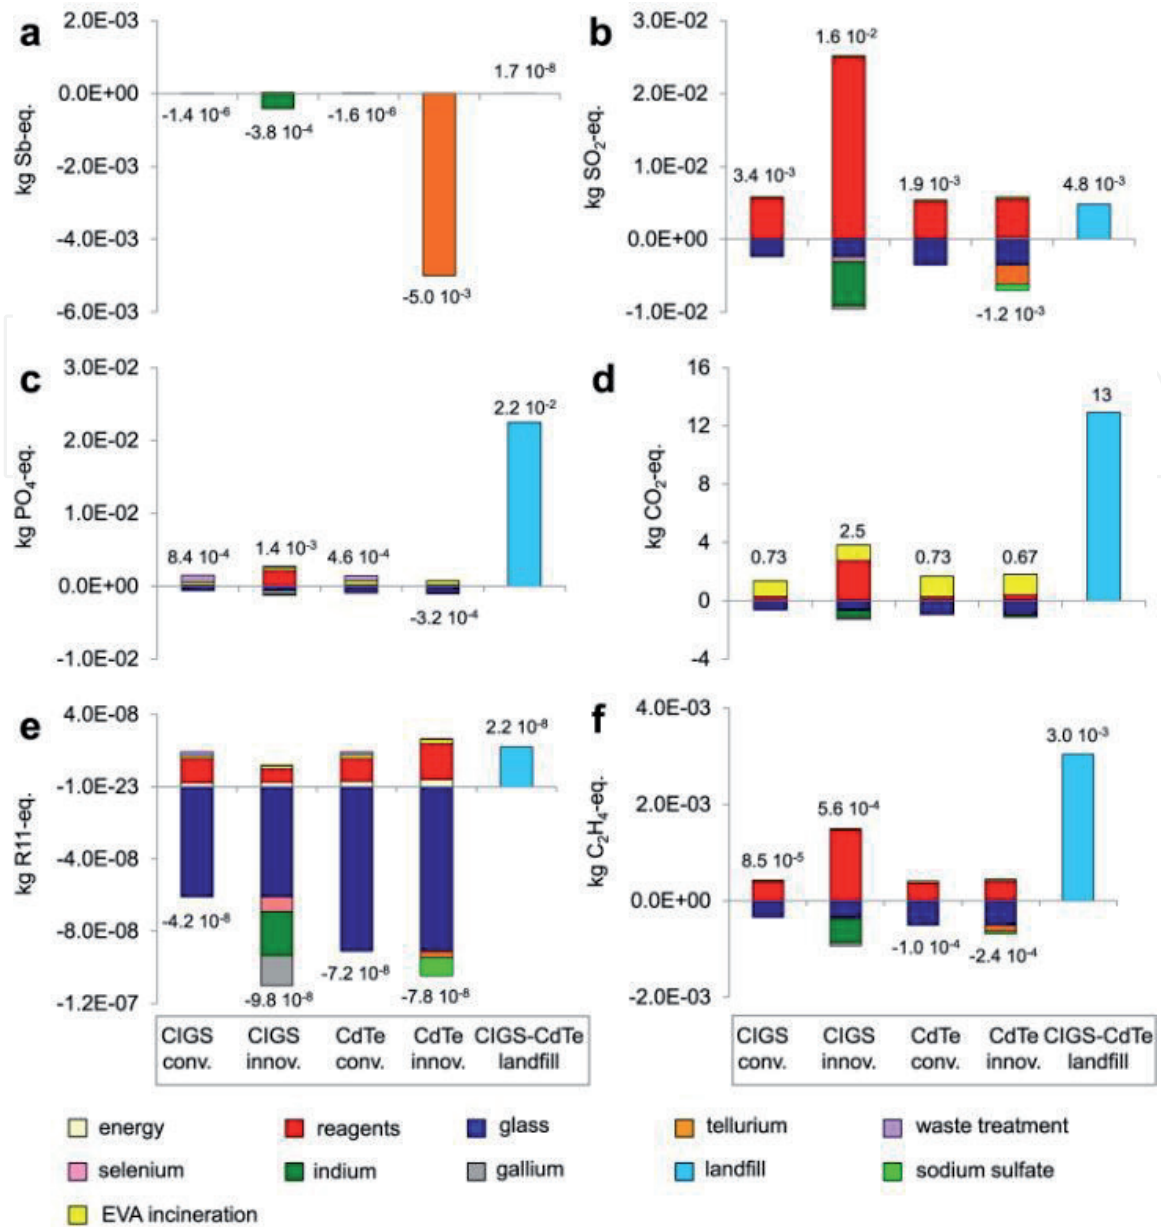 a
kg Sb-eq.
2.0E-03
0.0E+00
-2.0E-03
-4.0E-03
-6.0E-03
-1.4 10-6
-3.8 10-4
-1.6 10-6
-5.0 10-3
1.7 10-8
b
kg SO2-eq.
3.0E-02
2.0E-02
1.0E-02
0.0E+00
-1.0E-02
3.4 10-3
1.6 10-2
1.9 10-3
-1.2 10-3
4.8 10-3
c
kg PO4-eq.
3.0E-02
2.0E-02
1.0E-02
0.0E+00
-1.0E-02
8.4 10-4
1.4 10-3
4.6 10-4
-3.2 10-4
2.2 10-2
d
kg CO2-eq.
16
12
8
4
0
-4
0.73
2.5
0.73
0.67
13
e
kg R11-eq.
4.0E-08
-1.0E-23
-4.0E-08
-8.0E-08
-1.2E-07
-4.2 10-8
-9.8 10-8
-7.2 10-8
-7.8 10-8
2.2 10-8
f
kg C2H4-eq.
4.0E-03
2.0E-03
0.0E+00
-2.0E-03
8.5 10-5
5.6 10-4
-1.0 10-4
-2.4 10-4
3.0 10-3
CIGS CIGS CdTe CdTe CIGS-CdTe
conv. innov. conv. innov. landfill
CIGS CIGS CdTe CdTe CIGS-CdTe
conv. innov. conv. innov. landfill
energy reagents glass tellurium waste treatment
selenium indium gallium landfill sodium sulfate
EVA incineration